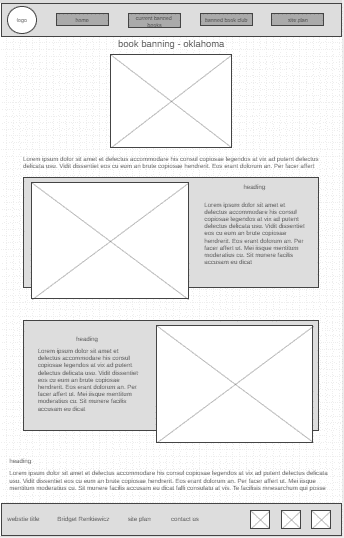 logo
home
current banned
books
banned book club
site plan
book banning - oklahoma
Lorem ipsum dolor sit amet et delectus accommodare his consul copiosae legendos at vix ad putent delectus
delicata usu. Vidit dissentiet eos cu eum an brute copiosae hendrerit. Eos erant dolorum an. Per facer affert
heading
Lorem ipsum dolor sit amet et
delectus accommodare his consul
copiosae legendos at vix ad putent
delectus delicata usu. Vidit dissentiet
eos cu eum an brute copiosae
hendrerit. Eos erant dolorum an. Per
facer affert ut. Mei iisque mentitum
moderatius cu. Sit munere facilis
accusam eu dicat
heading
Lorem ipsum dolor sit amet et
delectus accommodare his consul
copiosae legendos at vix ad putent
delectus delicata usu. Vidit dissentiet
eos cu eum an brute copiosae
hendrerit. Eos erant dolorum an. Per
facer affert ut. Mei iisque mentitum
moderatius cu. Sit munere facilis
accusam eu dicat
heading
Lorem ipsum dolor sit amet et delectus accommodare his consul copiosae legendos at vix ad putent delectus
delicata usu. Vidit dissentiet eos cu eum an brute copiosae hendrerit. Eos erant dolorum an. Per facer affert ut. Mei
iisque mentitum moderatius cu. Sit munere facilis accusam eu dicat falli consulatu at vis. Te facilisis mnesarchum qui posse
website title
Bridget Renkiewicz
site plan
contact us